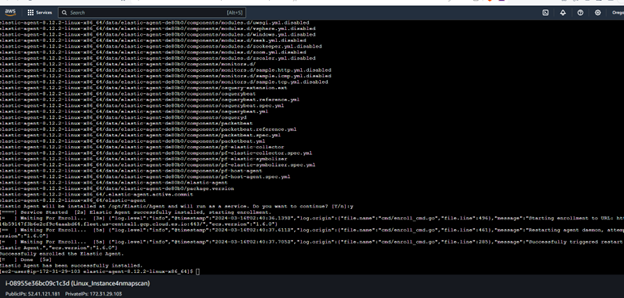 aws
Services
Search
[Alt+S]
Orego
elastic-agent-8.12.2-linux-x86_64/data/elastic-agent-de80b0/components/modules.d/uwsgi.yml.disabled
elastic-agent-8.12.2-linux-x86_64/data/elastic-agent-de80b0/components/modules.d/vsphere.yml.disabled
elastic-agent-8.12.2-linux-x86_64/data/elastic-agent-de80b0/components/modules.d/windows.yml.disabled
elastic-agent-8.12.2-linux-x86_64/data/elastic-agent-de80b0/components/modules.d/zeek.yml.disabled
elastic-agent-8.12.2-linux-x86_64/data/elastic-agent-de80b0/components/modules.d/zookeeper.yml.disabled
elastic-agent-8.12.2-linux-x86_64/data/elastic-agent-de80b0/components/modules.d/zoom.yml.disabled
elastic-agent-8.12.2-linux-x86_64/data/elastic-agent-de80b0/components/modules.d/zscaler.yml.disabled
elastic-agent-8.12.2-linux-x86_64/data/elastic-agent-de80b0/components/monitors.d/
elastic-agent-8.12.2-linux-x86_64/data/elastic-agent-de80b0/components/monitors.d/sample.http.yml.disabled
elastic-agent-8.12.2-linux-x86_64/data/elastic-agent-de80b0/components/monitors.d/sample.icmp.yml.disabled
elastic-agent-8.12.2-linux-x86_64/data/elastic-agent-de80b0/components/monitors.d/sample.tcp.yml.disabled
elastic-agent-8.12.2-linux-x86_64/data/elastic-agent-de80b0/components/osquery-extension.ext
elastic-agent-8.12.2-linux-x86_64/data/elastic-agent-de80b0/components/osquerybeat
elastic-agent-8.12.2-linux-x86_64/data/elastic-agent-de80b0/components/osquerybeat.reference.yml
elastic-agent-8.12.2-linux-x86_64/data/elastic-agent-de80b0/components/osquerybeat.spec.yml
elastic-agent-8.12.2-linux-x86_64/data/elastic-agent-de80b0/components/osquerybeat.yml
elastic-agent-8.12.2-linux-x86_64/data/elastic-agent-de80b0/components/osqueryd
elastic-agent-8.12.2-linux-x86_64/data/elastic-agent-de80b0/components/packetbeat
elastic-agent-8.12.2-linux-x86_64/data/elastic-agent-de80b0/components/packetbeat.reference.yml
elastic-agent-8.12.2-linux-x86_64/data/elastic-agent-de80b0/components/packetbeat.spec.yml
elastic-agent-8.12.2-linux-x86_64/data/elastic-agent-de80b0/components/packetbeat.yml
elastic-agent-8.12.2-linux-x86_64/data/elastic-agent-de80b0/components/pf-elastic-collector
elastic-agent-8.12.2-linux-x86_64/data/elastic-agent-de80b0/components/pf-elastic-collector.spec.yml
elastic-agent-8.12.2-linux-x86_64/data/elastic-agent-de80b0/components/pf-elastic-symbolizer
elastic-agent-8.12.2-linux-x86_64/data/elastic-agent-de80b0/components/pf-elastic-symbolizer.spec.yml
elastic-agent-8.12.2-linux-x86_64/data/elastic-agent-de80b0/components/pf-host-agent
elastic-agent-8.12.2-linux-x86_64/data/elastic-agent-de80b0/components/pf-host-agent.spec.yml
elastic-agent-8.12.2-linux-x86_64/data/elastic-agent-de80b0/elastic-agent
elastic-agent-8.12.2-linux-x86_64/data/elastic-agent-de80b0/package.version
elastic-agent-8.12.2-linux-x86_64/.elastic-agent.active.commit
elastic-agent-8.12.2-linux-x86_64/elastic-agent
Elastic Agent will be installed at /opt/Elastic/Agent and will run as a service. Do you want to continue? [Y/n]:y
[====] Service Started [2s] Elastic Agent successfully installed, starting enrollment.
[= ] Waiting For Enroll... [3s] {"log.level":"info","@timestamp":"2024-03-16T02:40:36.139Z","log.origin":{"file.name":"cmd/enroll_cmd.go","file.line":496},"message":"Starting enrollment to URL: htt
.fleet.us-central1.gcp.cloud.es.io:443/","ecs.version":"1.6.0"}
"log.origin":{"file.name":"cmd/enroll_cmd.go","file.line":461},"message":"Restarting agent daemon, attemp
ersion":"1.6.0"}
[= ] Waiting For Enroll... [5s] {"log.level":"info","@timestamp":"2024-03-16T02:40:37.705Z","log.origin":{"file.name":"cmd/enroll_cmd.go","file.line":285},"message":"Successfully triggered restart
Elastic Agent.","ecs.version":"1.6.0"}
Successfully enrolled the Elastic Agent.
[= ] Done [5s]
Elastic Agent has been successfully installed.
[ec2-user@ip-172-31-29-103 elastic-agent-8.12.2-linux-x86_64]$
i-08955e36bc09c1c3d (Linux_Instance4nmapscan)
PublicIPs: 52.41.121.181 PrivateIPs: 172.31.29.103